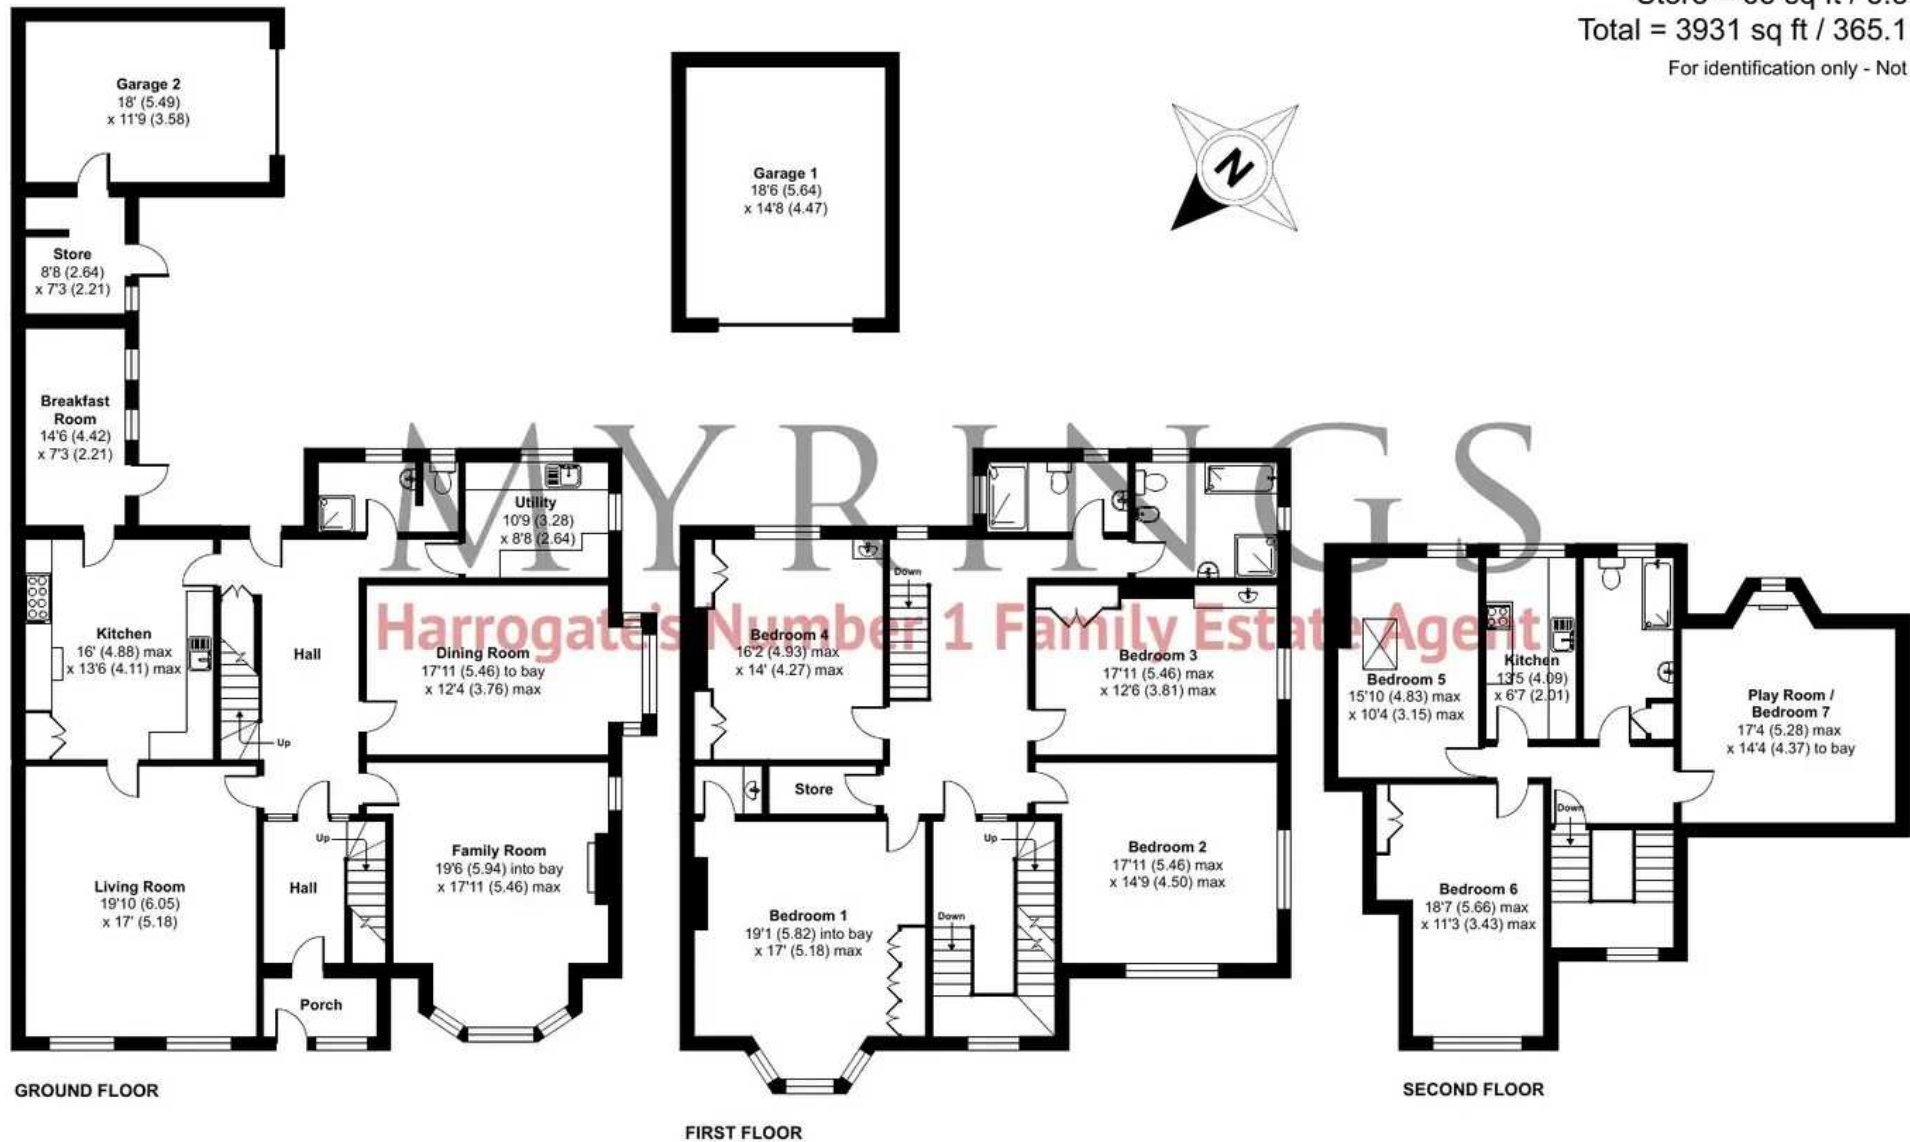 Total = 3931 sq ft / 365.1
For identification only - Not
Garage 2
18' (5.49)
x 11'9 (3.58)
Garage 1
18'6 (5.64)
x 14'8 (4.47)
N
Store
8'8 (2.64)
x 7'3 (2.21)
Breakfast
Room
14'6 (4.42)
x 7'3 (2.21)
MYRINGS
Harrogate's Number 1 Family Estate Agent
Utility
10'9 (3.28)
x 8'8 (2.64)
Kitchen
16' (4.88) max
x 13'6 (4.11) max
Hall
Up
Dining Room
17'11 (5.46) to bay
x 12'4 (3.76) max
Living Room
19'10 (6.05)
x 17' (5.18)
Hall
Up
Family Room
19'6 (5.94) into bay
x 17'11 (5.46) max
Porch
GROUND FLOOR
Down
Bedroom 4
16'2 (4.93) max
x 14' (4.27) max
Bedroom 3
17'11 (5.46) max
x 12'6 (3.81) max
Store
Up
Down
Bedroom 2
17'11 (5.46) max
x 14'9 (4.50) max
Bedroom 1
19'1 (5.82) into bay
x 17' (5.18) max
FIRST FLOOR
Bedroom 5
15'10 (4.83) max
x 10'4 (3.15) max
Kitchen
13'5 (4.09)
x 6'7 (2.01)
Play Room /
Bedroom 7
17'4 (5.28) max
x 14'4 (4.37) to bay
Down
Bedroom 6
18'7 (5.66) max
x 11'3 (3.43) max
SECOND FLOOR